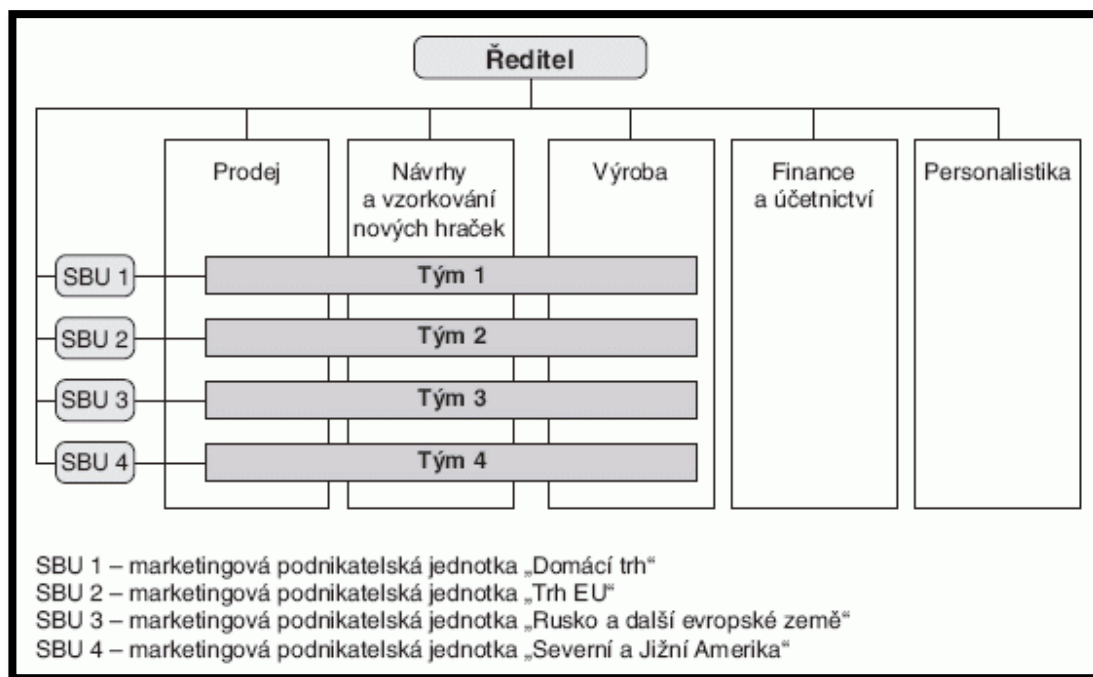 Ředitel
Prodej
Návrhy
a vzorkování
nových hraček
Výroba
Finance
a účetnictví
Personalistika
SBU 1
Tým 1
SBU 2
Tým 2
SBU 3
Tým 3
SBU 4
Tým 4
SBU 1 – marketingová podnikatelská jednotka „Domácí trh“
SBU 2 – marketingová podnikatelská jednotka „Trh EU“
SBU 3 – marketingová podnikatelská jednotka „Rusko a další evropské země“
SBU 4 – marketingová podnikatelská jednotka „Severní a Jižní Amerika“